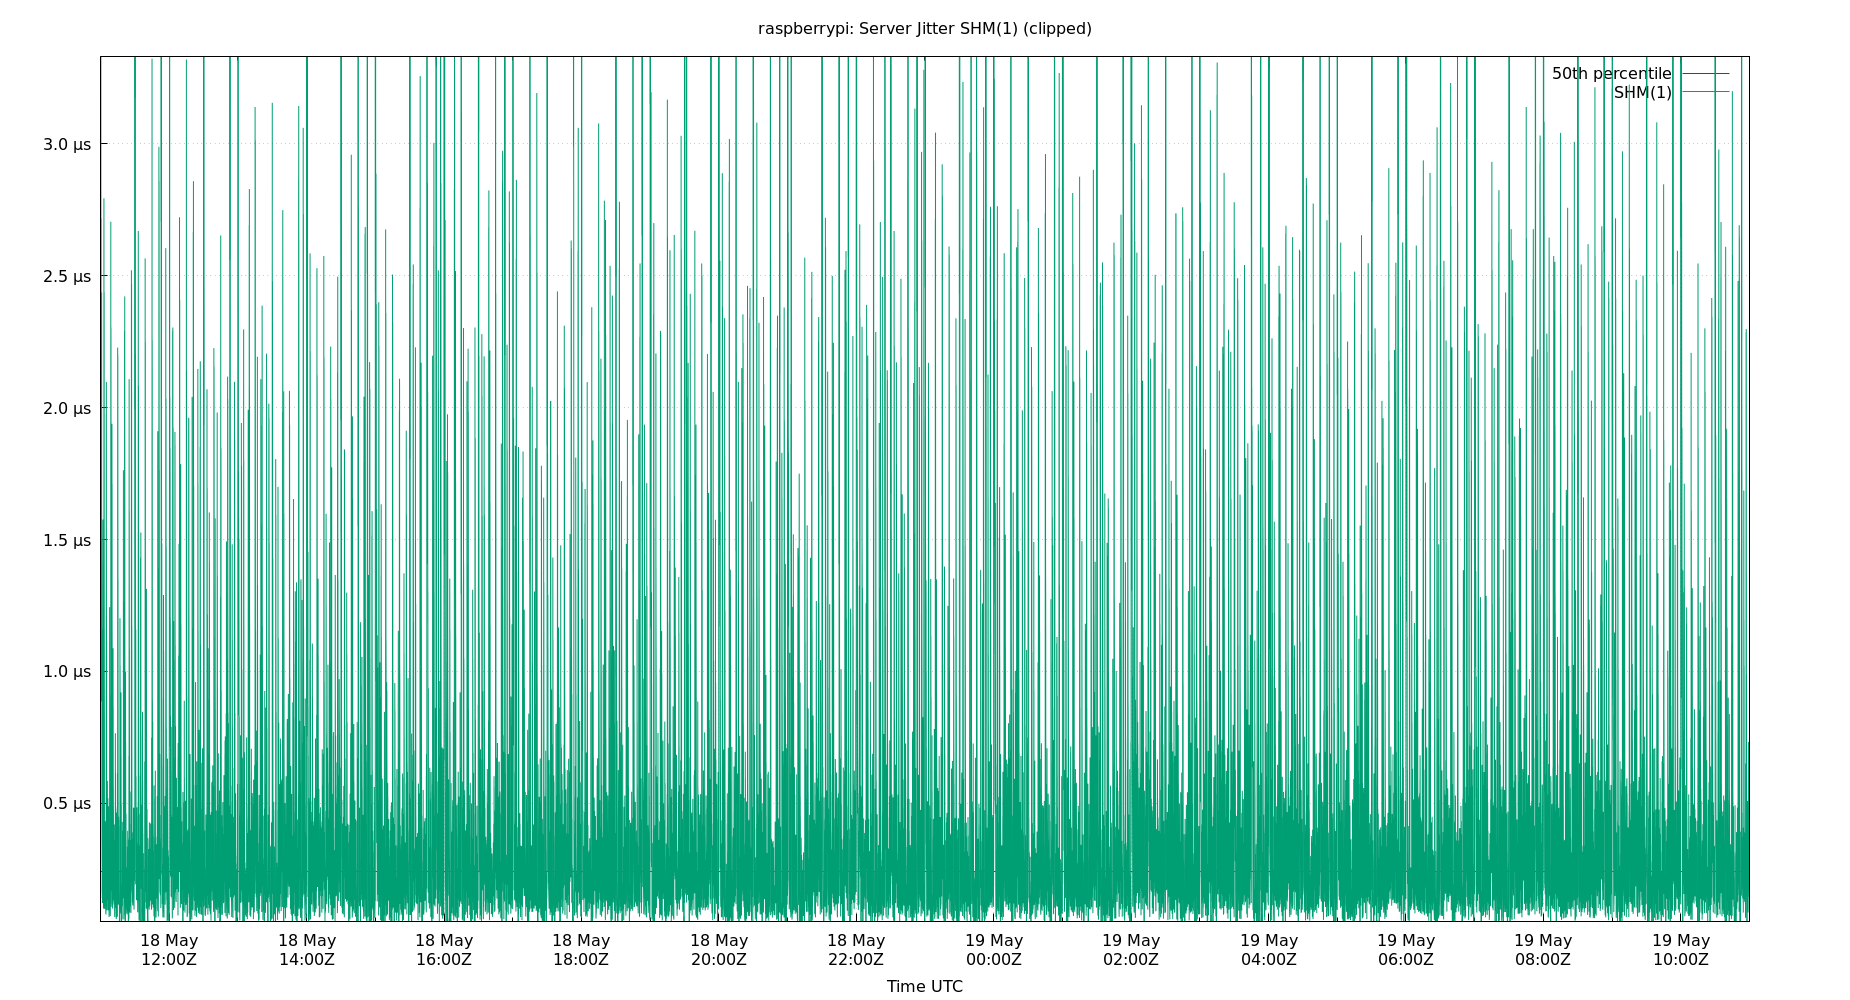 raspberrypi: Server Jitter SHM(1) (clipped)
50th percentile
SHM(1)
3.0 µs
2.5 µs
2.0 µs
1.5 µs
1.0 µs
0.5 µs
18 May 18 May 18 May 18 May 18 May 18 May 19 May 19 May 19 May 19 May 19 May 19 May
12:00Z 14:00Z 16:00Z 18:00Z 20:00Z 22:00Z 00:00Z 02:00Z 04:00Z 06:00Z 08:00Z 10:00Z
Time UTC